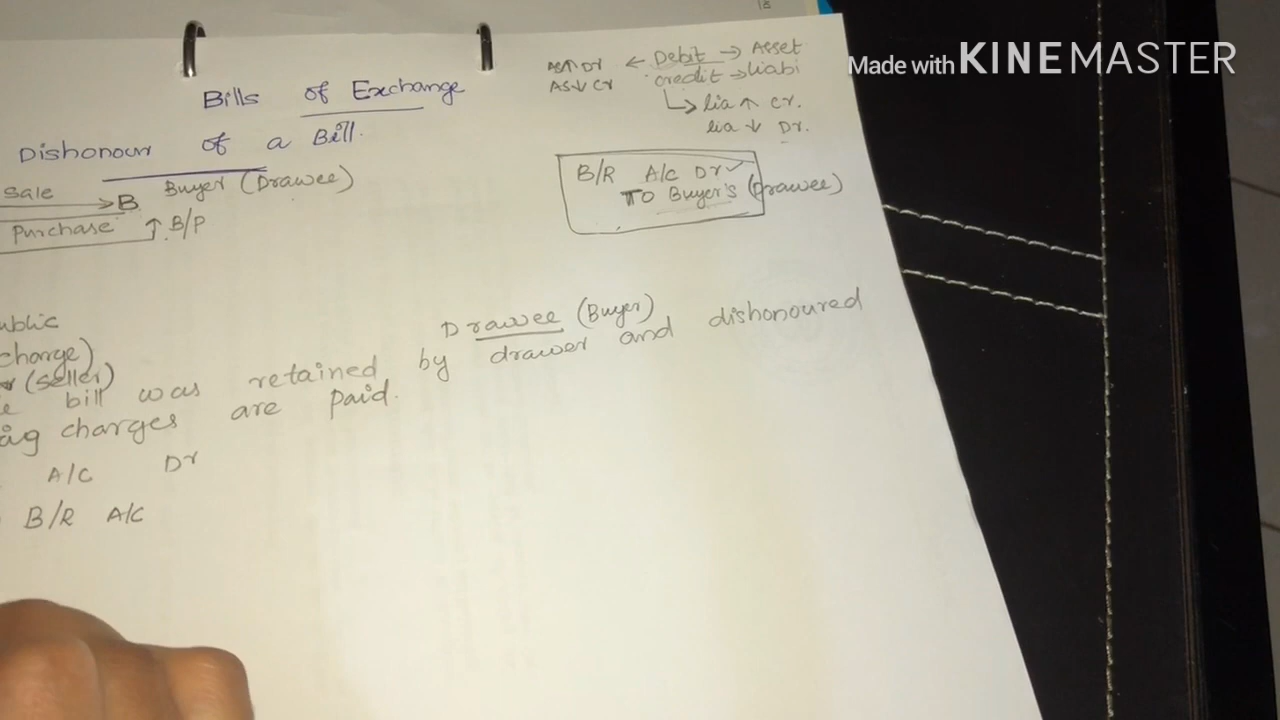 Made with KINEMASTER
Bills of Exchange
Dishonour of a Bill.
As↑ Dr ← Debit → Asset
As↓ Cr credit → liabi
↳ lia ↑ Cr.
lia ↓ Dr.
Sale → B Buyer (Drawee)
Purchase ↑ B/P
B/R A/C Dr ✓
To Buyer's (Drawee)
charge)
(seller)
Drawee (Buyer)
bill was retained by drawer and dishonoured
charges are paid.
A/C Dr
B/R A/C